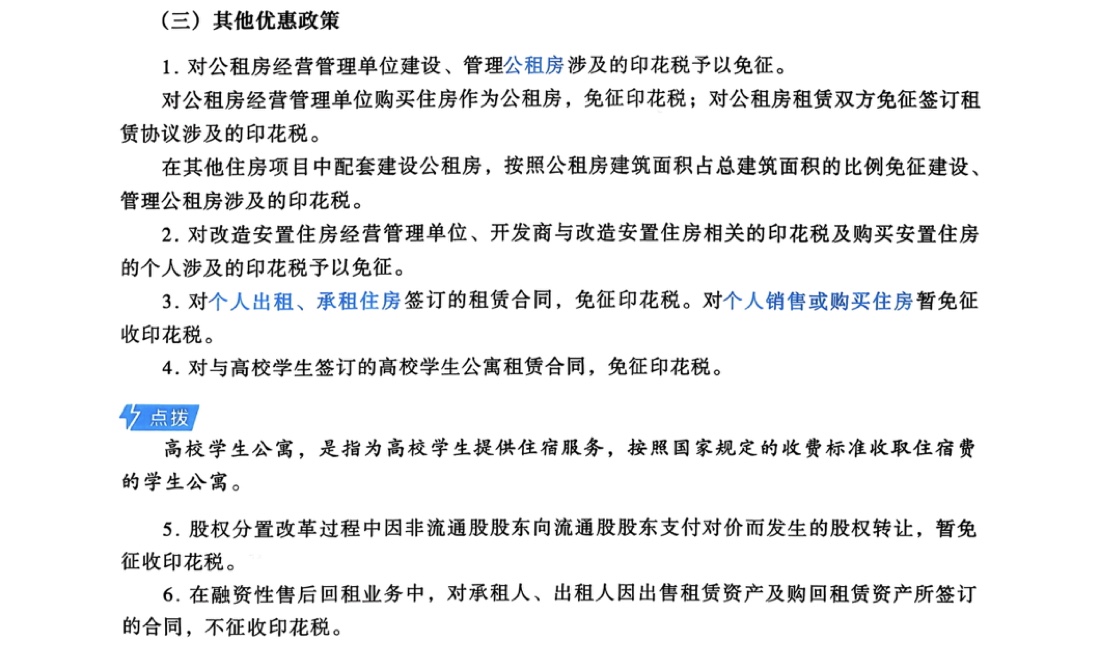 （三）其他优惠政策
1. 对公租房经营管理单位建设、管理公租房涉及的印花税予以免征。
对公租房经营管理单位购买住房作为公租房，免征印花税；对公租房租赁双方免征签订租
赁协议涉及的印花税。
在其他住房项目中配套建设公租房，按照公租房建筑面积占总建筑面积的比例免征建设、
管理公租房涉及的印花税。
2. 对改造安置住房经营管理单位、开发商与改造安置住房相关的印花税及购买安置住房
的个人涉及的印花税予以免征。
3. 对个人出租、承租住房签订的租赁合同，免征印花税。对个人销售或购买住房暂免征
收印花税。
4. 对与高校学生签订的高校学生公寓租赁合同，免征印花税。
点拨
高校学生公寓，是指为高校学生提供住宿服务，按照国家规定的收费标准收取住宿费
的学生公寓。
5. 股权分置改革过程中因非流通股股东向流通股股东支付对价而发生的股权转让，暂免
征收印花税。
6. 在融资性售后回租业务中，对承租人、出租人因出售租赁资产及购回租赁资产所签订
的合同，不征收印花税。